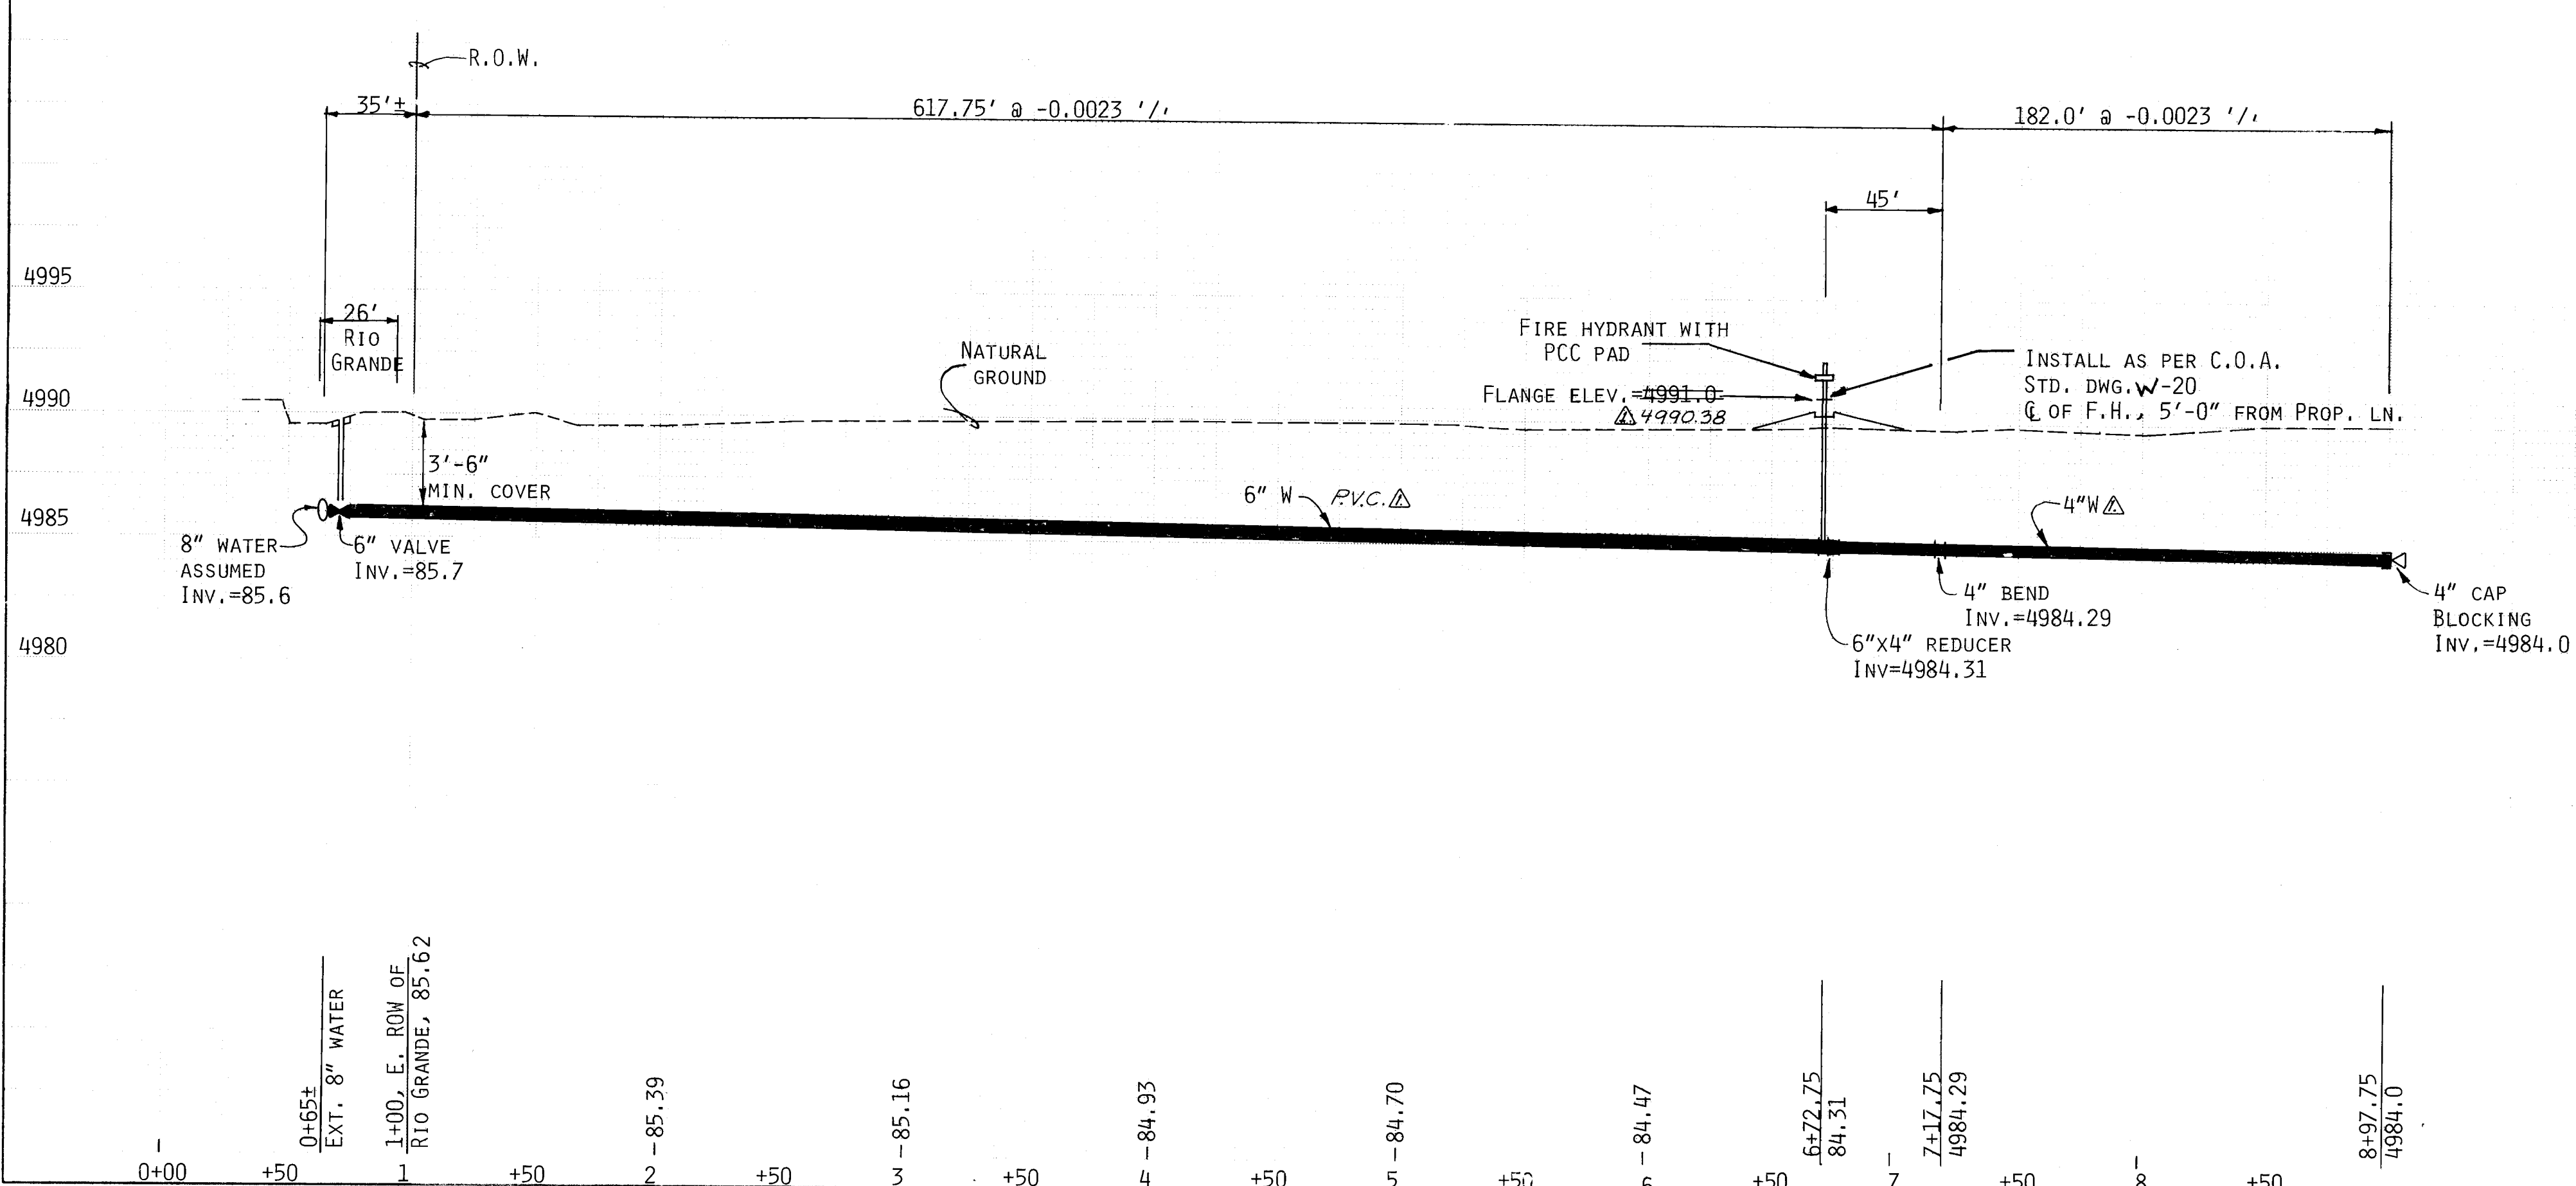 R.O.W.
35'±
617.75' @ -0.0023 '/'
182.0' @ -0.0023 '/'
45'
4995
26'
RIO
GRANDE
NATURAL
GROUND
FIRE HYDRANT WITH
PCC PAD
INSTALL AS PER C.O.A.
STD. DWG. W-20
℄ OF F.H., 5'-0" FROM PROP. LN.
4990
FLANGE ELEV. =4991.0
⚠ 4990.38
3'-6"
MIN. COVER
6" W P.V.C. ⚠
4"W ⚠
4985
8" WATER
ASSUMED
INV.=85.6
6" VALVE
INV.=85.7
4" BEND
INV.=4984.29
4" CAP
BLOCKING
INV.=4984.0
4980
6"X4" REDUCER
INV=4984.31
0+65±
EXT. 8" WATER
1+00, E. ROW OF
RIO GRANDE, 85.62
85.39
85.16
84.93
84.70
84.47
6+72.75
84.31
7+17.75
4984.29
8+97.75
4984.0
0+00 +50 1 +50 2 +50 3 +50 4 +50 5 +50 6 +50 7 +50 8 +50